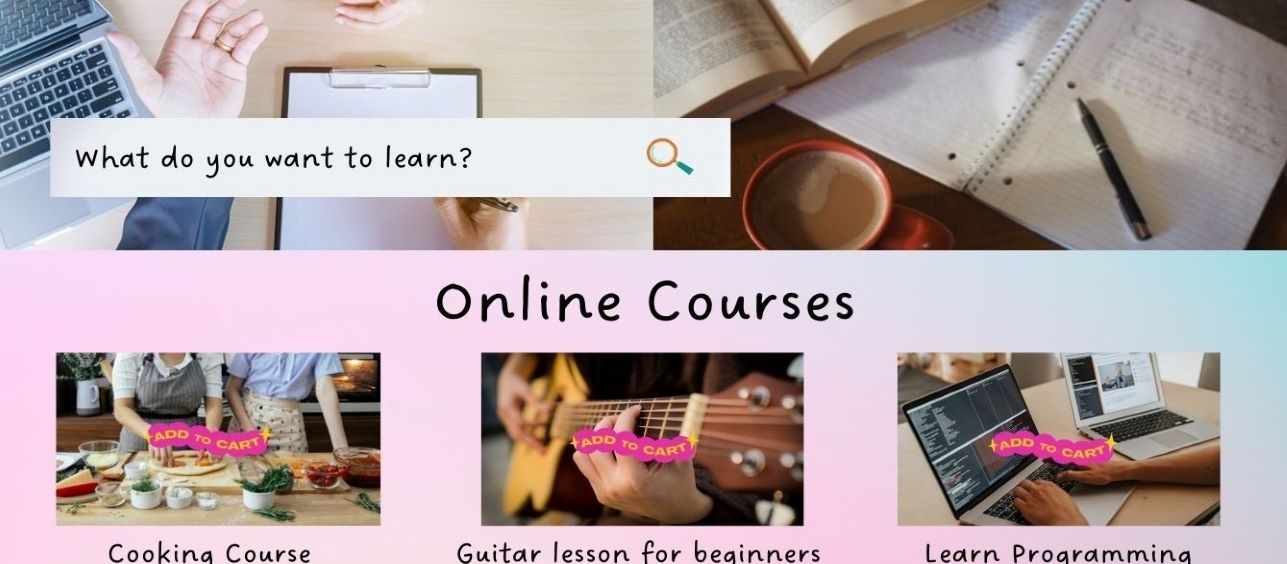 What do you want to learn?
Online Courses
ADD TO CART
ADD TO CART
ADD TO CART
Cooking Course
Guitar lesson for beginners
Learn Programming